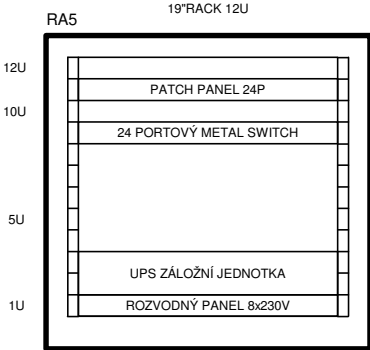 19"RACK 12U
RA5
12U
PATCH PANEL 24P
10U
24 PORTOVÝ METAL SWITCH
5U
UPS ZÁLOŽNÍ JEDNOTKA
1U
ROZVODNÝ PANEL 8x230V